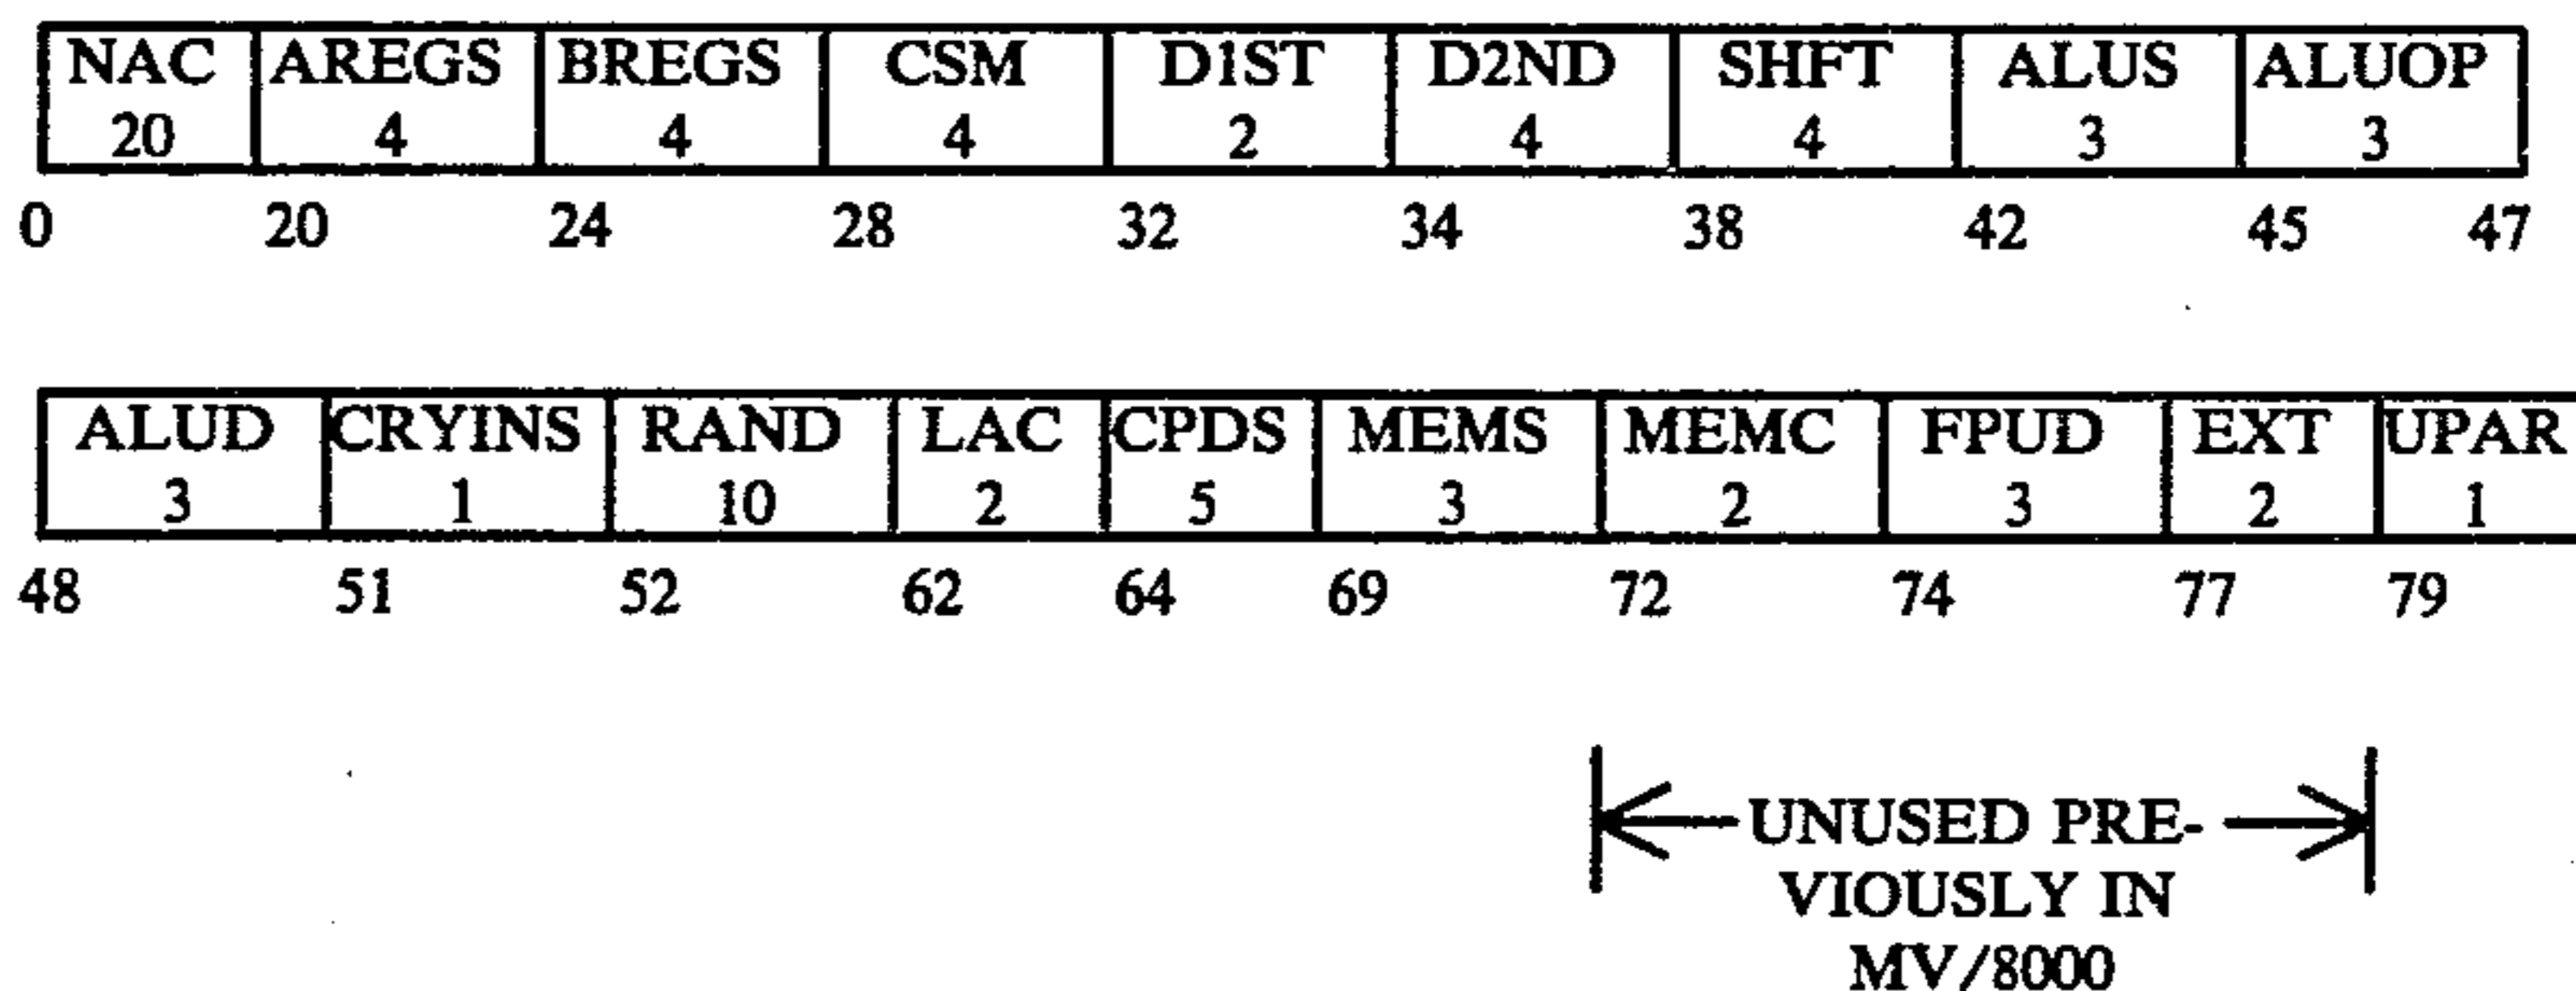 NAC AREGS BREGS CSM D1ST D2ND SHFT ALUS ALUOP
20 4 4 4 2 4 4 3 3
0 20 24 28 32 34 38 42 45 47
ALUD CRYINS RAND LAC CPDS MEMS MEMC FPUD EXT UPAR
3 1 10 2 5 3 2 3 2 1
48 51 52 62 64 69 72 74 77 79
UNUSED PRE-
VIOUSLY IN
MV/8000